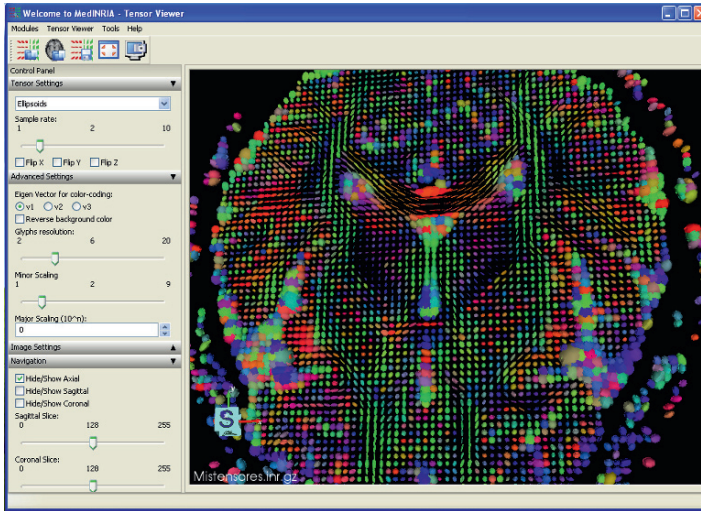 Welcome to MedINRIA - Tensor Viewer
Modules Tensor Viewer Tools Help
Control Panel
Tensor Settings
Ellipsoids
Sample rate:
1 2 10
Flip X Flip Y Flip Z
Advanced Settings
Eigen Vector for color-coding:
v1 v2 v3
Reverse background color
Glyphs resolution:
2 6 20
Minor Scaling
1 2 9
Major Scaling (10^n):
0
Image Settings
Navigation
Hide/Show Axial
Hide/Show Sagittal
Hide/Show Coronal
Sagittal Slice:
0 128 255
Coronal Slice:
0 128 255
S
Mistensores.inr.gz